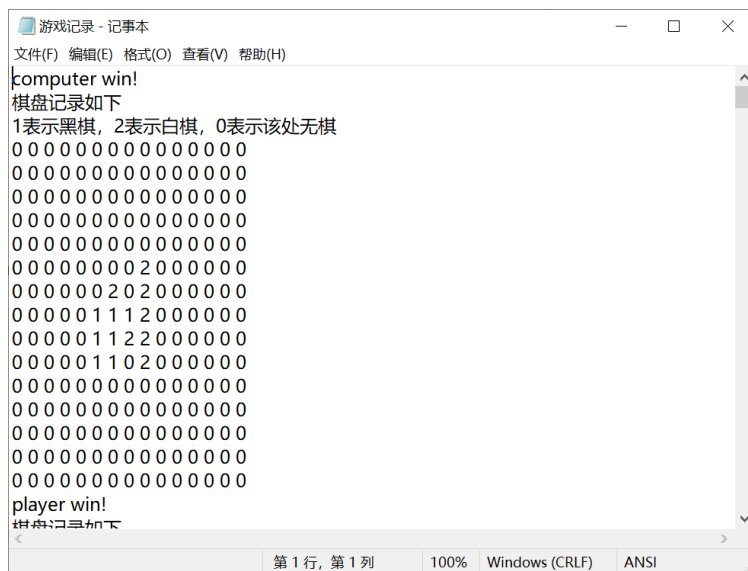 游戏记录 - 记事本
文件(F) 编辑(E) 格式(O) 查看(V) 帮助(H)
computer win!
棋盘记录如下
1表示黑棋，2表示白棋，0表示该处无棋
0 0 0 0 0 0 0 0 0 0 0 0 0 0 0
0 0 0 0 0 0 0 0 0 0 0 0 0 0 0
0 0 0 0 0 0 0 0 0 0 0 0 0 0 0
0 0 0 0 0 0 0 0 0 0 0 0 0 0 0
0 0 0 0 0 0 0 0 0 0 0 0 0 0 0
0 0 0 0 0 0 0 0 2 0 0 0 0 0 0
0 0 0 0 0 0 2 0 2 0 0 0 0 0 0
0 0 0 0 0 1 1 1 2 0 0 0 0 0 0
0 0 0 0 0 1 1 2 2 0 0 0 0 0 0
0 0 0 0 0 1 1 0 2 0 0 0 0 0 0
0 0 0 0 0 0 0 0 0 0 0 0 0 0 0
0 0 0 0 0 0 0 0 0 0 0 0 0 0 0
0 0 0 0 0 0 0 0 0 0 0 0 0 0 0
0 0 0 0 0 0 0 0 0 0 0 0 0 0 0
0 0 0 0 0 0 0 0 0 0 0 0 0 0 0
player win!
棋盘记录如下
第 1 行，第 1 列 100% Windows (CRLF) ANSI